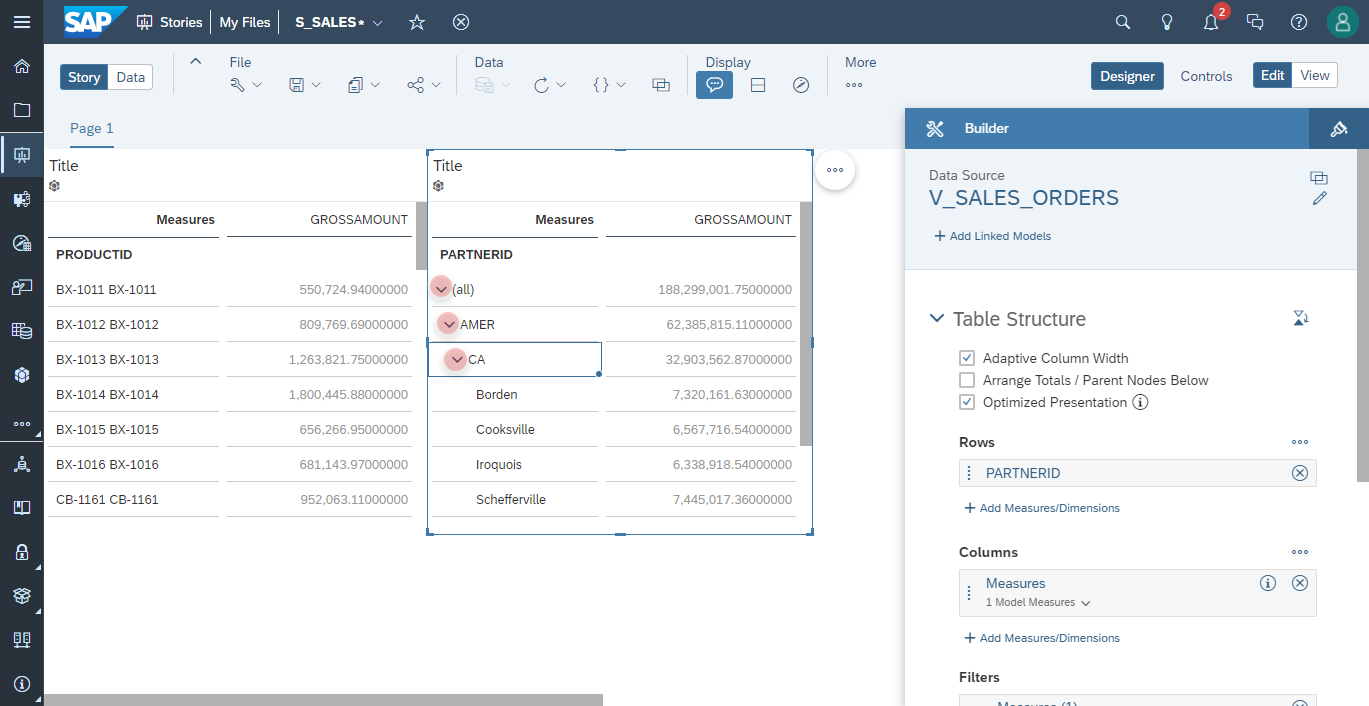 SAP Stories My Files S_SALES* 2
Story Data File Data Display More Designer Controls Edit View
Page 1
Title
Measures GROSSAMOUNT
PRODUCTID
BX-1011 BX-1011 550,724.94000000
BX-1012 BX-1012 809,769.69000000
BX-1013 BX-1013 1,263,821.75000000
BX-1014 BX-1014 1,800,445.88000000
BX-1015 BX-1015 656,266.95000000
BX-1016 BX-1016 681,143.97000000
CB-1161 CB-1161 952,063.11000000
Title
Measures GROSSAMOUNT
PARTNERID
(all) 188,299,001.75000000
AMER 62,385,815.11000000
CA 32,903,562.87000000
Borden 7,320,161.63000000
Cooksville 6,567,716.54000000
Iroquois 6,338,918.54000000
Schefferville 7,445,017.36000000
Builder
Data Source
V_SALES_ORDERS
+ Add Linked Models
Table Structure
Adaptive Column Width
Arrange Totals / Parent Nodes Below
Optimized Presentation
Rows
PARTNERID
+ Add Measures/Dimensions
Columns
Measures
1 Model Measures
+ Add Measures/Dimensions
Filters
Measures (1)